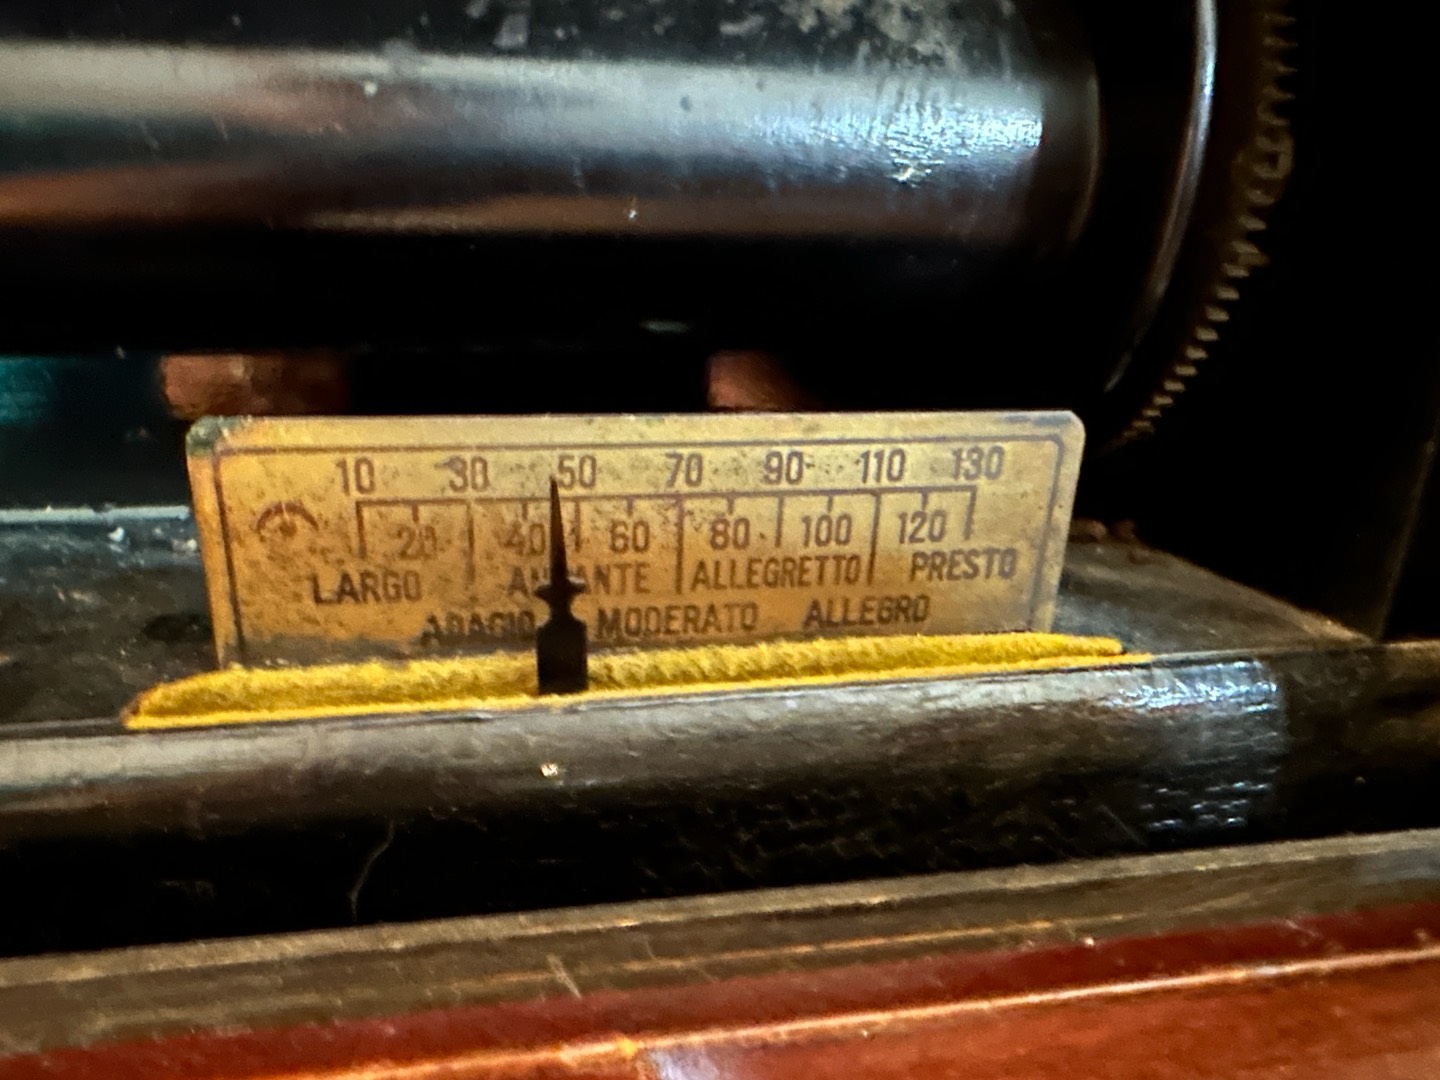 10 30 50 70 90 110 130
20 40 60 80 100 120
LARGO ANDANTE ALLEGRETTO PRESTO
ADAGIO MODERATO ALLEGRO